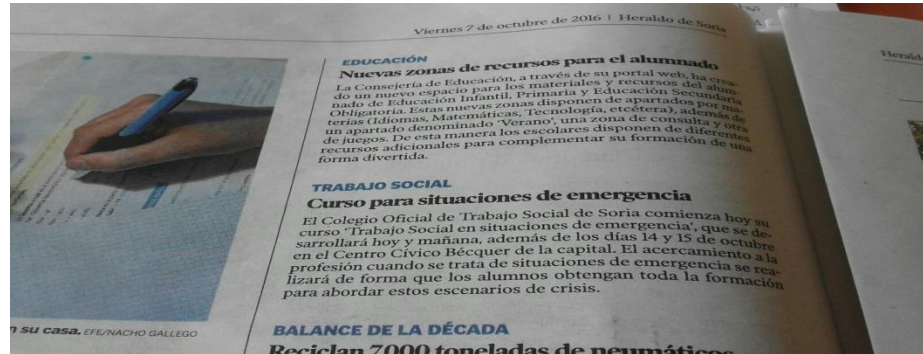 Viernes 7 de octubre de 2016 | Heraldo de Soria
EDUCACIÓN
Nuevas zonas de recursos para el alumnado
La Consejería de Educación, a través de su portal web, ha crea-
do un nuevo espacio para los materiales y recursos del alum-
nado de Educación Infantil, Primaria y Educación Secundaria
Obligatoria. Estas nuevas zonas disponen de apartados por ma-
terias (Idiomas, Matemáticas, Tecnología, etcétera), además de
un apartado denominado 'Verano', una zona de consulta y otra
de juegos. De esta manera los escolares disponen de diferentes
recursos adicionales para complementar su formación de una
forma divertida.
TRABAJO SOCIAL
Curso para situaciones de emergencia
El Colegio Oficial de Trabajo Social de Soria comienza hoy su
curso 'Trabajo Social en situaciones de emergencia', que se de-
sarrollará hoy y mañana, además de los días 14 y 15 de octubre
en el Centro Cívico Bécquer de la capital. El acercamiento a la
profesión cuando se trata de situaciones de emergencia se rea-
lizará de forma que los alumnos obtengan toda la formación
para abordar estos escenarios de crisis.
n su casa. EFE/NACHO GALLEGO
BALANCE DE LA DÉCADA
Reciclan 7.000 toneladas de neumáticos
Herald